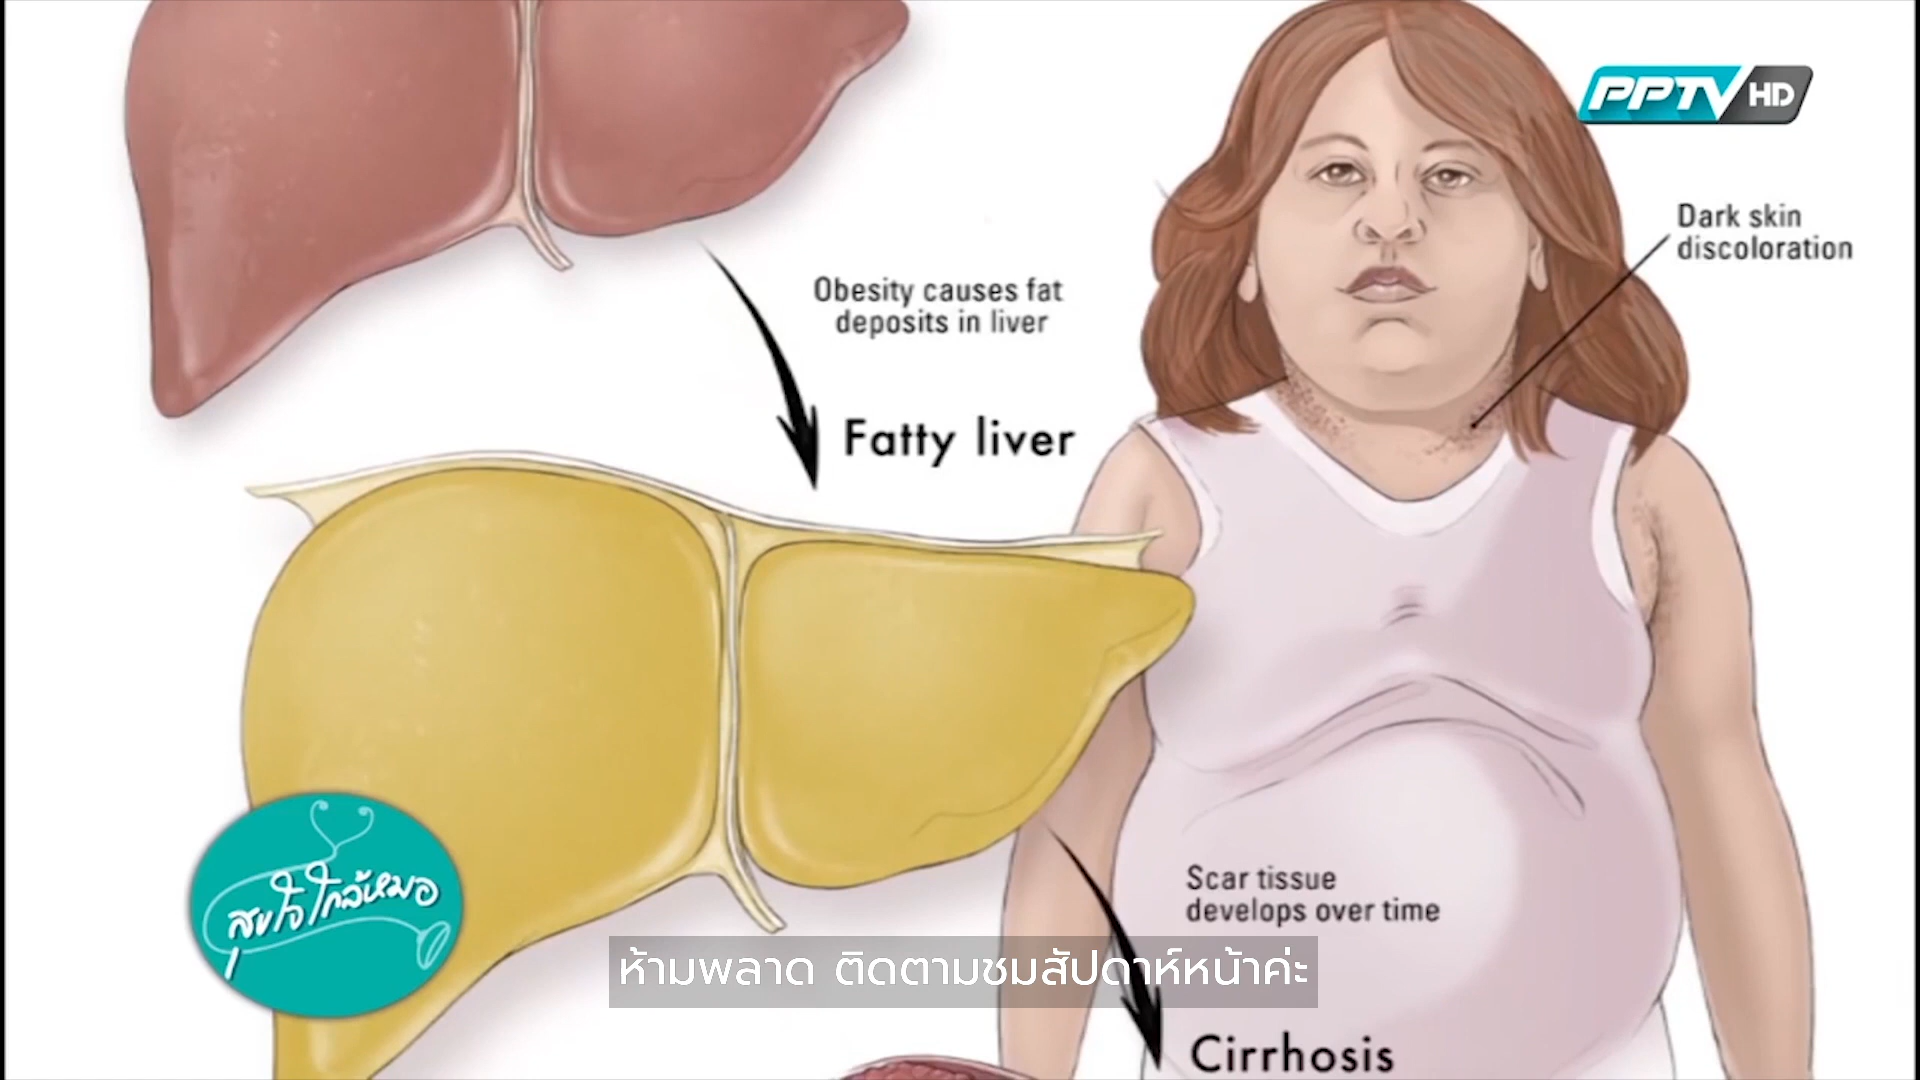 PPTV HD
Dark skin
discoloration
Obesity causes fat
deposits in liver
Fatty liver
Scar tissue
develops over time
สุขใจใกล้หมอ
ห้ามพลาด ติดตามชมสัปดาห์หน้าค่ะ
Cirrhosis